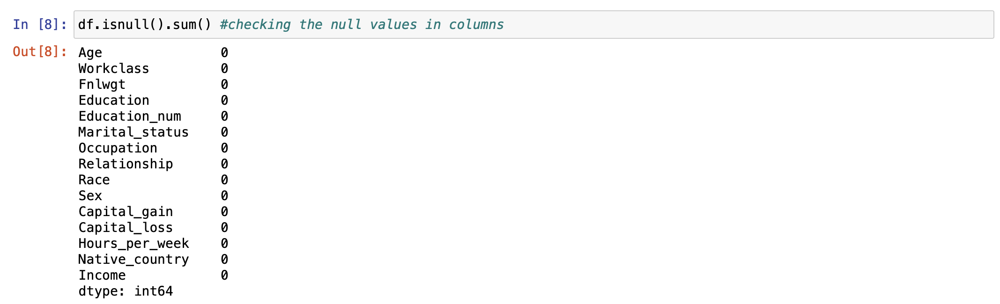 In [8]: df.isnull().sum() #checking the null values in columns
Out[8]: Age 0
Workclass 0
Fnlwgt 0
Education 0
Education_num 0
Marital_status 0
Occupation 0
Relationship 0
Race 0
Sex 0
Capital_gain 0
Capital_loss 0
Hours_per_week 0
Native_country 0
Income 0
dtype: int64